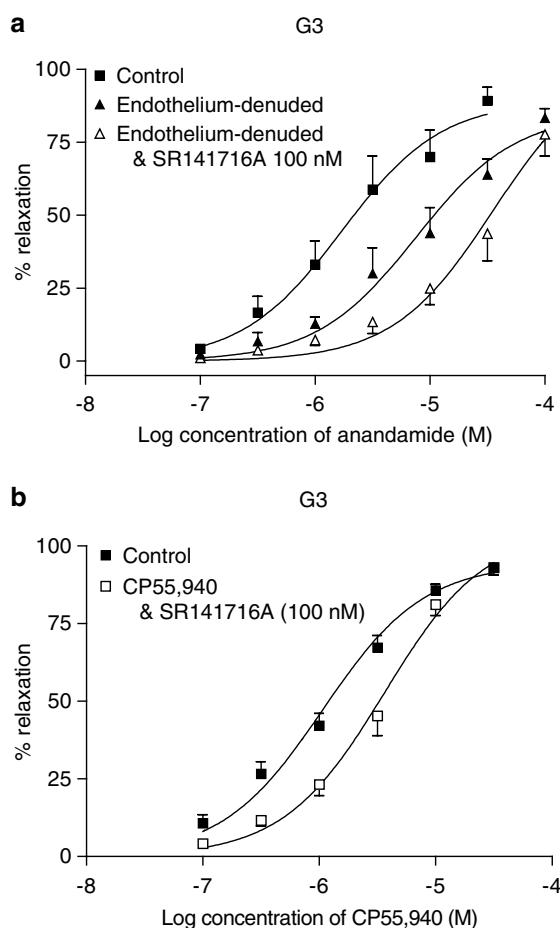 a
G3
100
75
50
25
0
% relaxation
Control
Endothelium-denuded
Endothelium-denuded
& SR141716A 100 nM
-8
-7
-6
-5
-4
Log concentration of anandamide (M)
b
G3
100
75
50
25
0
% relaxation
Control
CP55,940
& SR141716A (100 nM)
-8
-7
-6
-5
-4
Log concentration of CP55,940 (M)